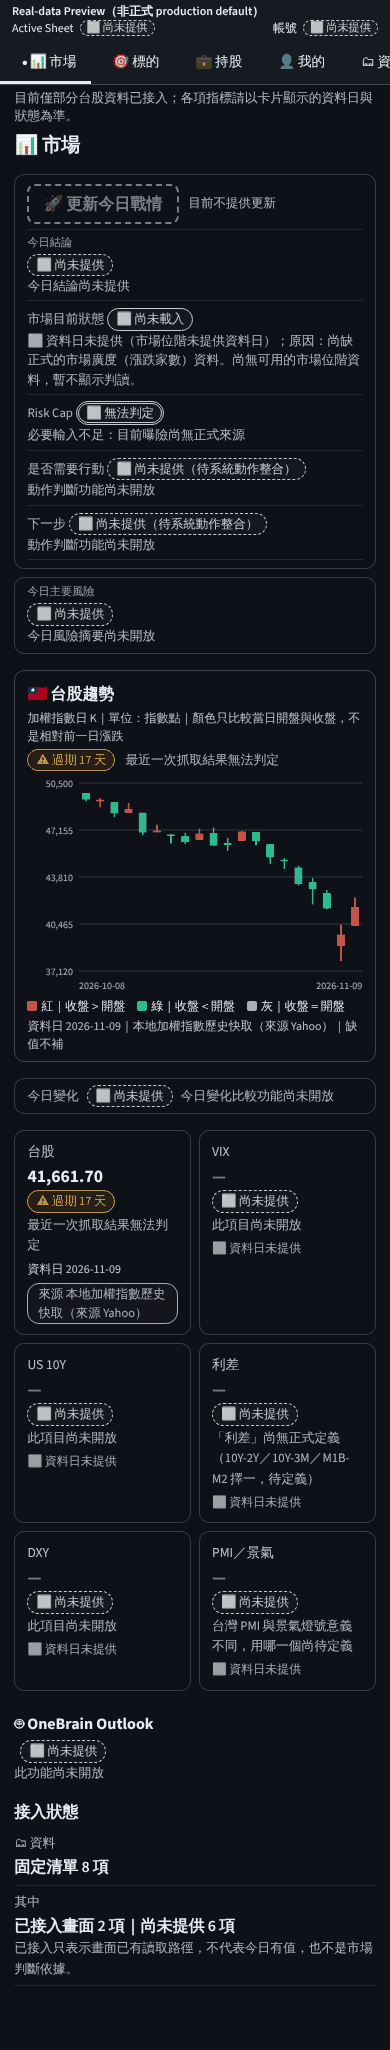 Real-data Preview（非正式 production default）
Active Sheet ⬜ 尚未提供 帳號 ⬜ 尚未提供
📊 市場 🎯 標的 💼 持股 👤 我的 🗂 資
目前僅部分台股資料已接入；各項指標請以卡片顯示的資料日與
狀態為準。
📊 市場
🚀 更新今日戰情 目前不提供更新
今日結論
⬜ 尚未提供
今日結論尚未提供
市場目前狀態 ⬜ 尚未載入
⬜ 資料日未提供（市場位階未提供資料日）；原因：尚缺
正式的市場廣度（漲跌家數）資料。尚無可用的市場位階資
料，暫不顯示判讀。
Risk Cap ⬜ 無法判定
必要輸入不足：目前曝險尚無正式來源
是否需要行動 ⬜ 尚未提供（待系統動作整合）
動作判斷功能尚未開放
下一步 ⬜ 尚未提供（待系統動作整合）
動作判斷功能尚未開放
今日主要風險
⬜ 尚未提供
今日風險摘要尚未開放
🇹🇼 台股趨勢
加權指數日 K｜單位：指數點｜顏色只比較當日開盤與收盤，不
是相對前一日漲跌
⚠ 過期 17 天 最近一次抓取結果無法判定
50,500
47,155
43,810
40,465
37,120
2026-10-08 2026-11-09
紅｜收盤＞開盤 綠｜收盤＜開盤 灰｜收盤＝開盤
資料日 2026-11-09｜本地加權指數歷史快取（來源 Yahoo）｜缺
值不補
今日變化 ⬜ 尚未提供 今日變化比較功能尚未開放
台股
41,661.70
⚠ 過期 17 天
最近一次抓取結果無法判
定
資料日 2026-11-09
來源 本地加權指數歷史
快取（來源 Yahoo）
VIX
—
⬜ 尚未提供
此項目尚未開放
⬜ 資料日未提供
US 10Y
—
⬜ 尚未提供
此項目尚未開放
⬜ 資料日未提供
利差
—
⬜ 尚未提供
「利差」尚無正式定義
（10Y-2Y／10Y-3M／M1B-
M2 擇一，待定義）
⬜ 資料日未提供
DXY
—
⬜ 尚未提供
此項目尚未開放
⬜ 資料日未提供
PMI／景氣
—
⬜ 尚未提供
台灣 PMI 與景氣燈號意義
不同，用哪一個尚待定義
⬜ 資料日未提供
OneBrain Outlook
⬜ 尚未提供
此功能尚未開放
接入狀態
🗂 資料
固定清單 8 項
其中
已接入畫面 2 項｜尚未提供 6 項
已接入只表示畫面已有讀取路徑，不代表今日有值，也不是市場
判斷依據。